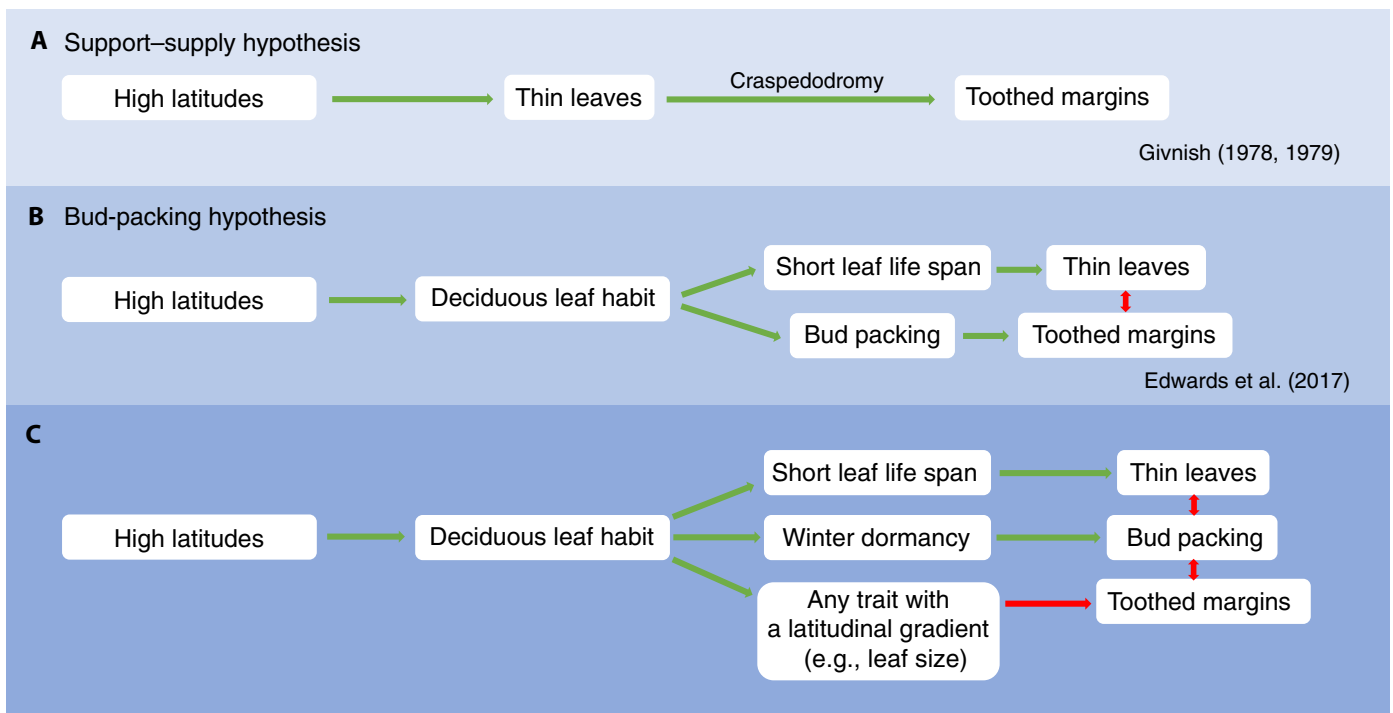 A Support–supply hypothesis
High latitudes
Thin leaves
Craspedodromy
Toothed margins
Givnish (1978, 1979)
B Bud-packing hypothesis
High latitudes
Deciduous leaf habit
Short leaf life span
Thin leaves
Bud packing
Toothed margins
Edwards et al. (2017)
C
High latitudes
Deciduous leaf habit
Short leaf life span
Thin leaves
Winter dormancy
Bud packing
Any trait with
a latitudinal gradient
(e.g., leaf size)
Toothed margins